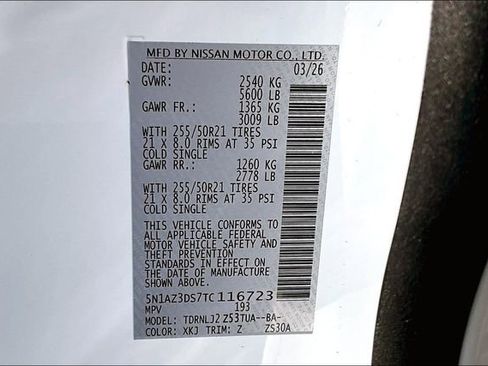 MFD BY NISSAN MOTOR CO., LTD.
DATE: 03/26
GVWR: 2540 KG
5600 LB
GAWR FR.: 1365 KG
3009 LB
WITH 255/50R21 TIRES
21 X 8.0 RIMS AT 35 PSI
COLD SINGLE
GAWR RR.: 1260 KG
2778 LB
WITH 255/50R21 TIRES
21 X 8.0 RIMS AT 35 PSI
COLD SINGLE
THIS VEHICLE CONFORMS TO
ALL APPLICABLE FEDERAL
MOTOR VEHICLE SAFETY AND
THEFT PREVENTION
STANDARDS IN EFFECT ON
THE DATE OF MANUFACTURE
SHOWN ABOVE.
5N1AZ3DS7TC116723
MPV 193
MODEL: TDRNLJ2 Z53TUA--BA-
COLOR: XKJ TRIM: Z ZS30A